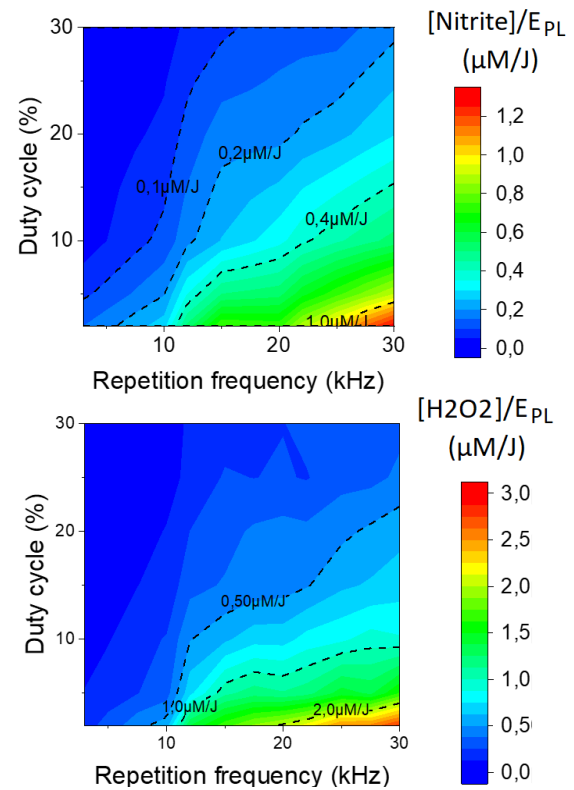 [Nitrite]/EPL
(µM/J)
30
20
10
Duty cycle (%)
0,1µM/J
0,2µM/J
0,4µM/J
1,0µM/J
10
20
30
Repetition frequency (kHz)
1,2
1,0
0,8
0,6
0,4
0,2
0,0
[H2O2]/EPL
(µM/J)
30
20
10
Duty cycle (%)
0,50µM/J
1,0µM/J
2,0µM/J
10
20
30
Repetition frequency (kHz)
3,0
2,5
2,0
1,5
1,0
0,50
0,0